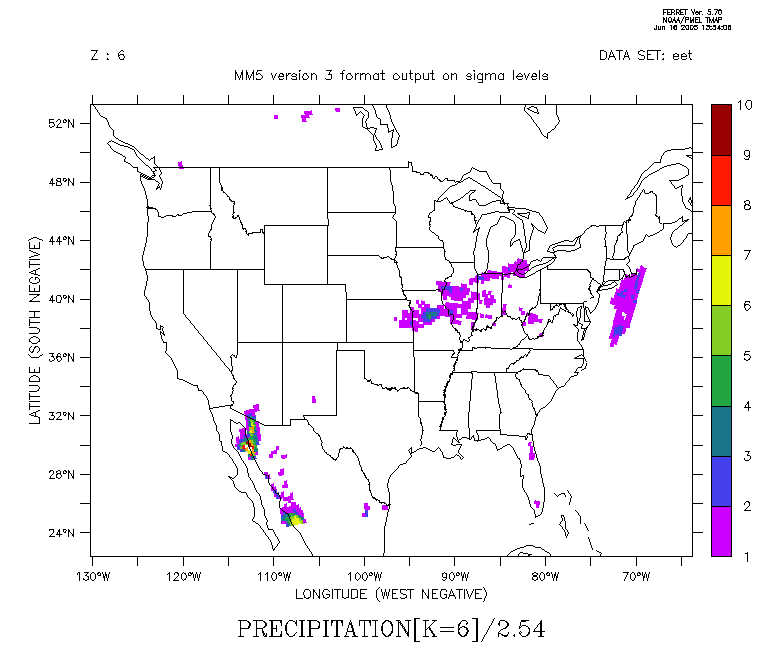 FERRET Ver. 5.70
NOAA/PMEL TMAP
Jun 16 2005 13:54:06
Z : 6
DATA SET: eet
MM5 version 3 format output on sigma levels
52°N
48°N
44°N
40°N
36°N
32°N
28°N
24°N
LATITUDE (SOUTH NEGATIVE)
130°W 120°W 110°W 100°W 90°W 80°W 70°W
LONGITUDE (WEST NEGATIVE)
10
9
8
7
6
5
4
3
2
1
PRECIPITATION[K=6]/2.54